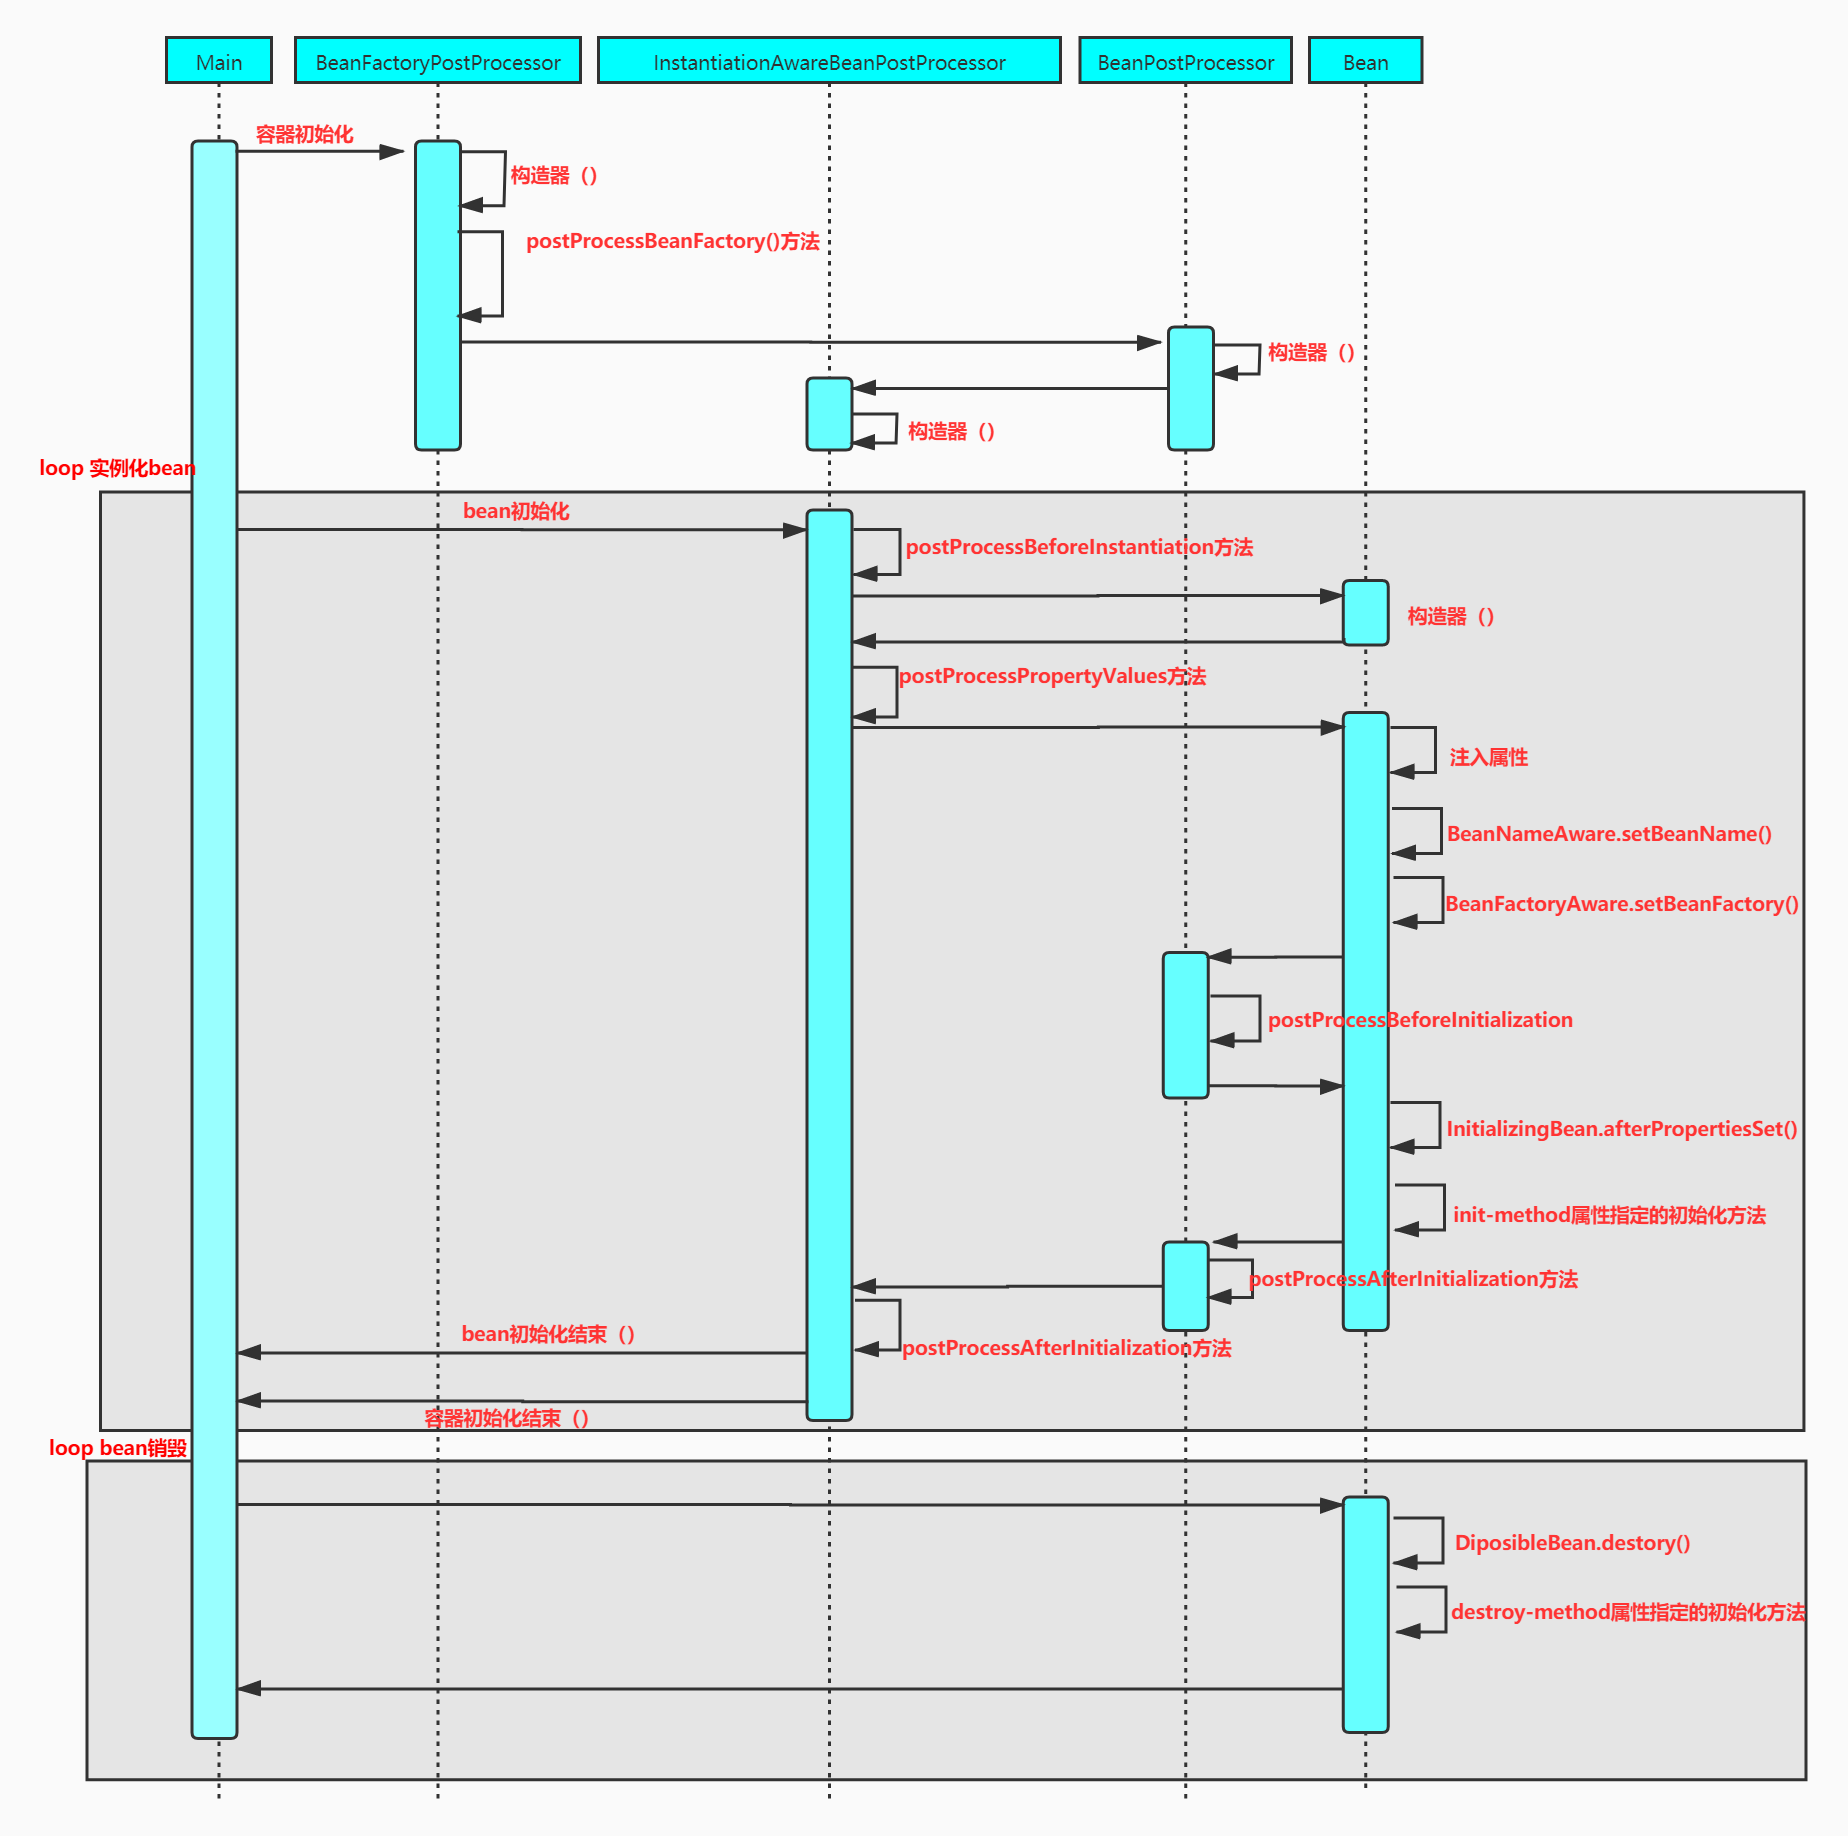 Main
BeanFactoryPostProcessor
InstantiationAwareBeanPostProcessor
BeanPostProcessor
Bean
容器初始化
构造器（）
postProcessBeanFactory()方法
构造器（）
构造器（）
loop 实例化bean
bean初始化
postProcessBeforeInstantiation方法
构造器（）
postProcessPropertyValues方法
注入属性
BeanNameAware.setBeanName()
BeanFactoryAware.setBeanFactory()
postProcessBeforeInitialization
InitializingBean.afterPropertiesSet()
init-method属性指定的初始化方法
postProcessAfterInitialization方法
bean初始化结束（）
postProcessAfterInitialization方法
容器初始化结束（）
loop bean销毁
DiposibleBean.destory()
destroy-method属性指定的初始化方法